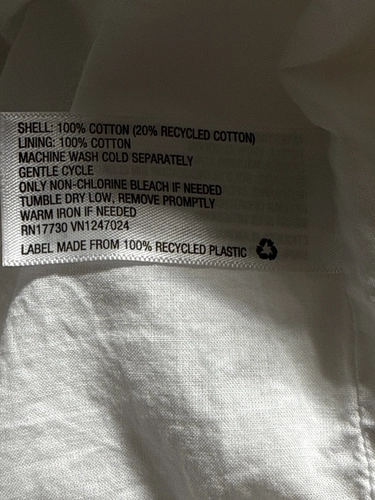 SHELL: 100% COTTON (20% RECYCLED COTTON)
LINING: 100% COTTON
MACHINE WASH COLD SEPARATELY
GENTLE CYCLE
ONLY NON-CHLORINE BLEACH IF NEEDED
TUMBLE DRY LOW, REMOVE PROMPTLY
WARM IRON IF NEEDED
RN17730 VN1247024
LABEL MADE FROM 100% RECYCLED PLASTIC